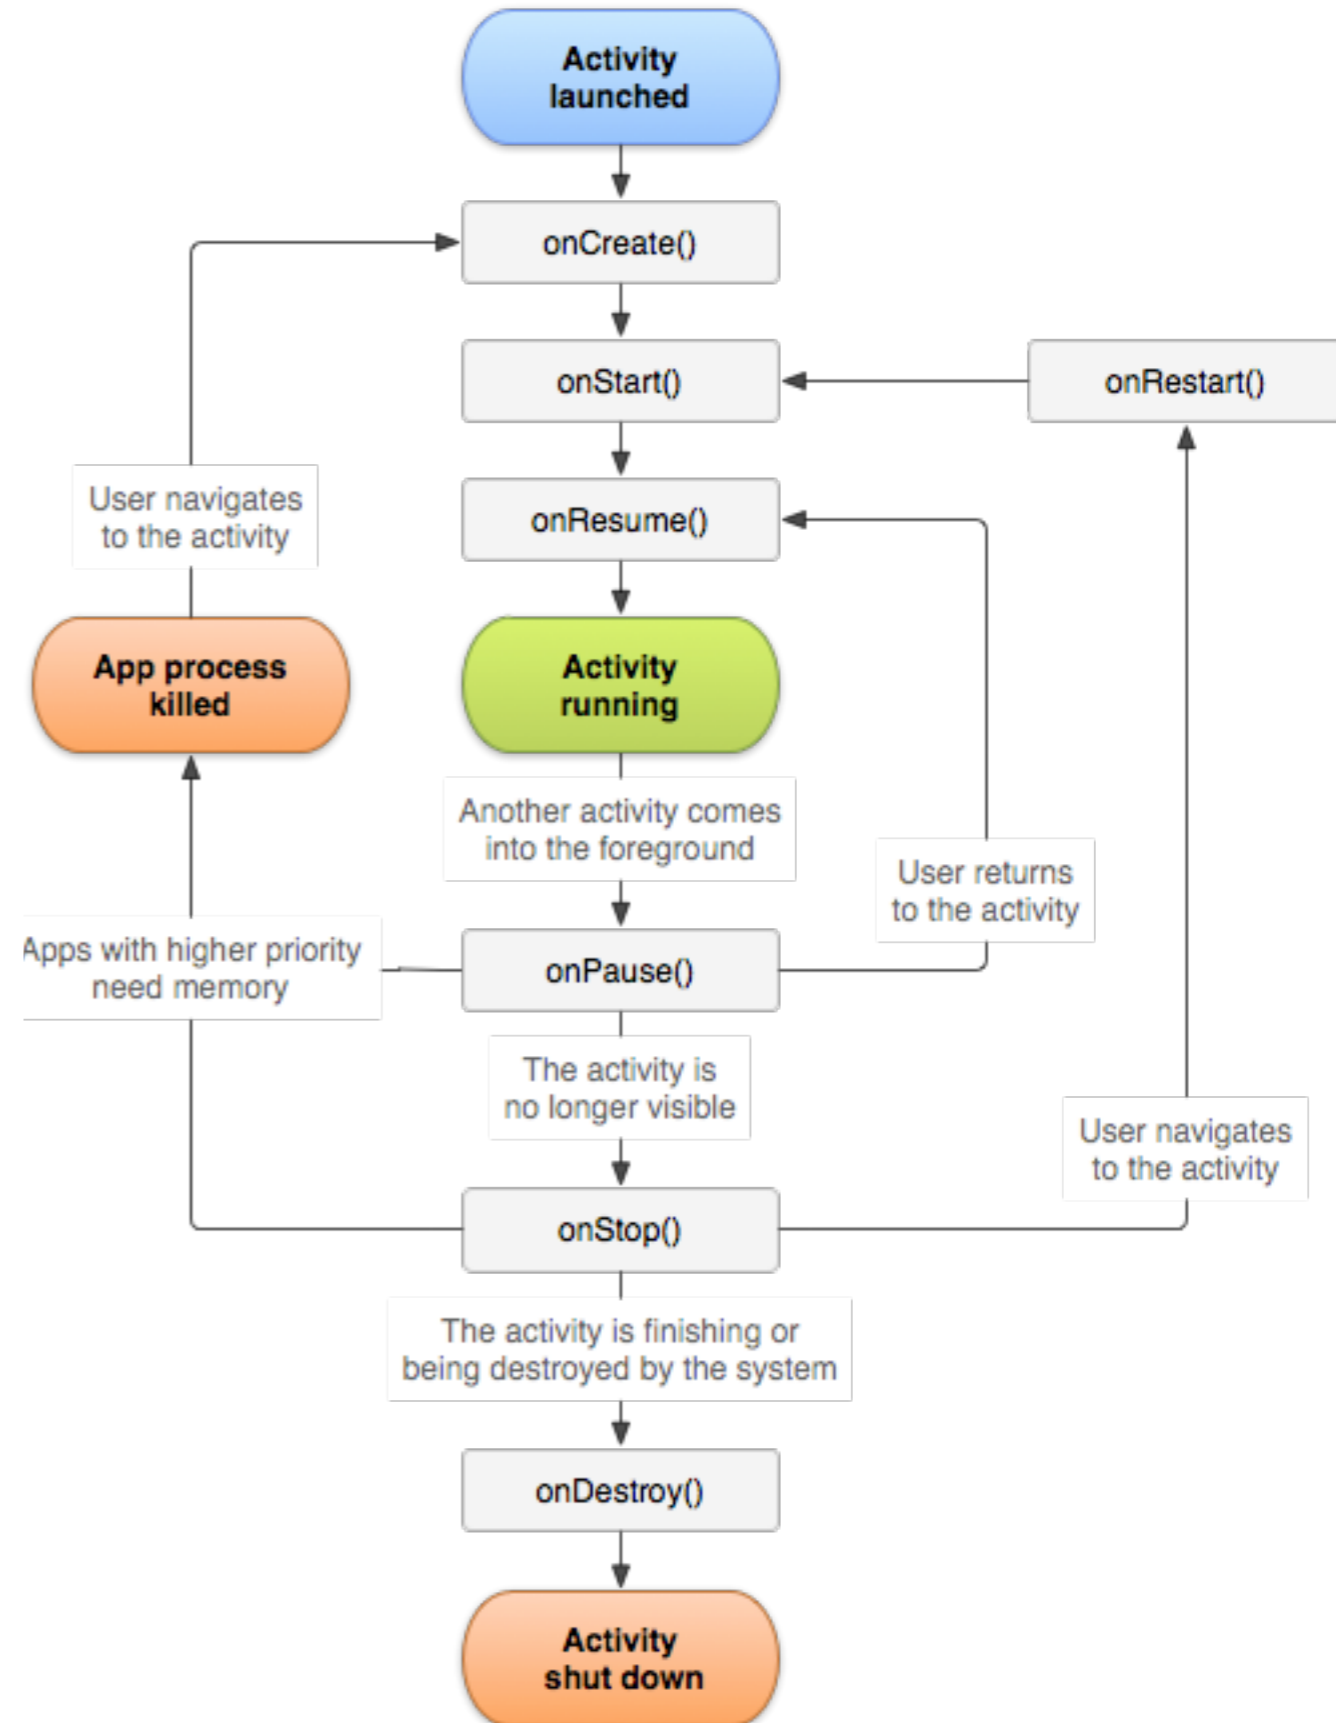 Activity
launched
onCreate()
onStart()
onRestart()
User navigates
to the activity
onResume()
App process
killed
Activity
running
Another activity comes
into the foreground
User returns
to the activity
Apps with higher priority
need memory
onPause()
The activity is
no longer visible
User navigates
to the activity
onStop()
The activity is finishing or
being destroyed by the system
onDestroy()
Activity
shut down